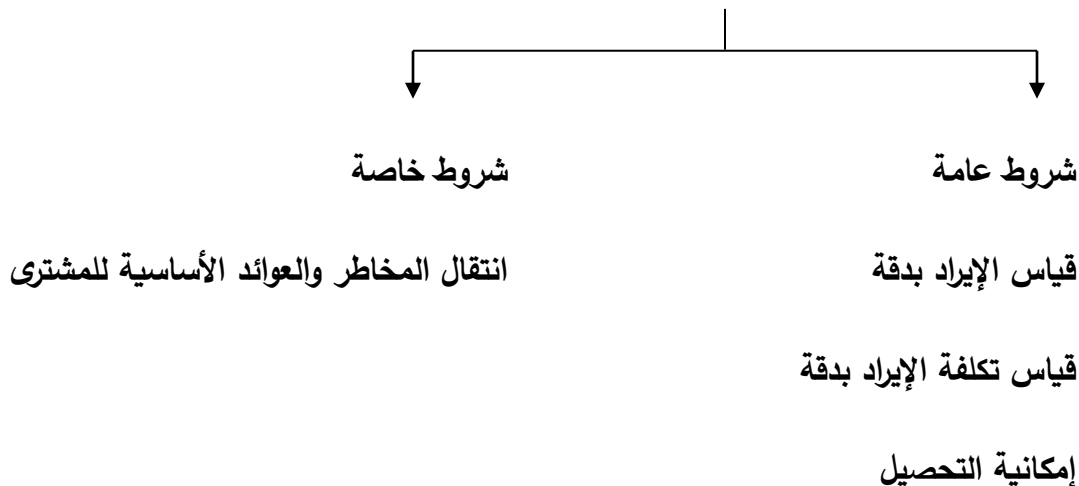 شروط عامة
شروط خاصة
قياس الإيراد بدقة
انتقال المخاطر والعوائد الأساسية للمشترى
قياس تكلفة الإيراد بدقة
إمكانية التحصيل